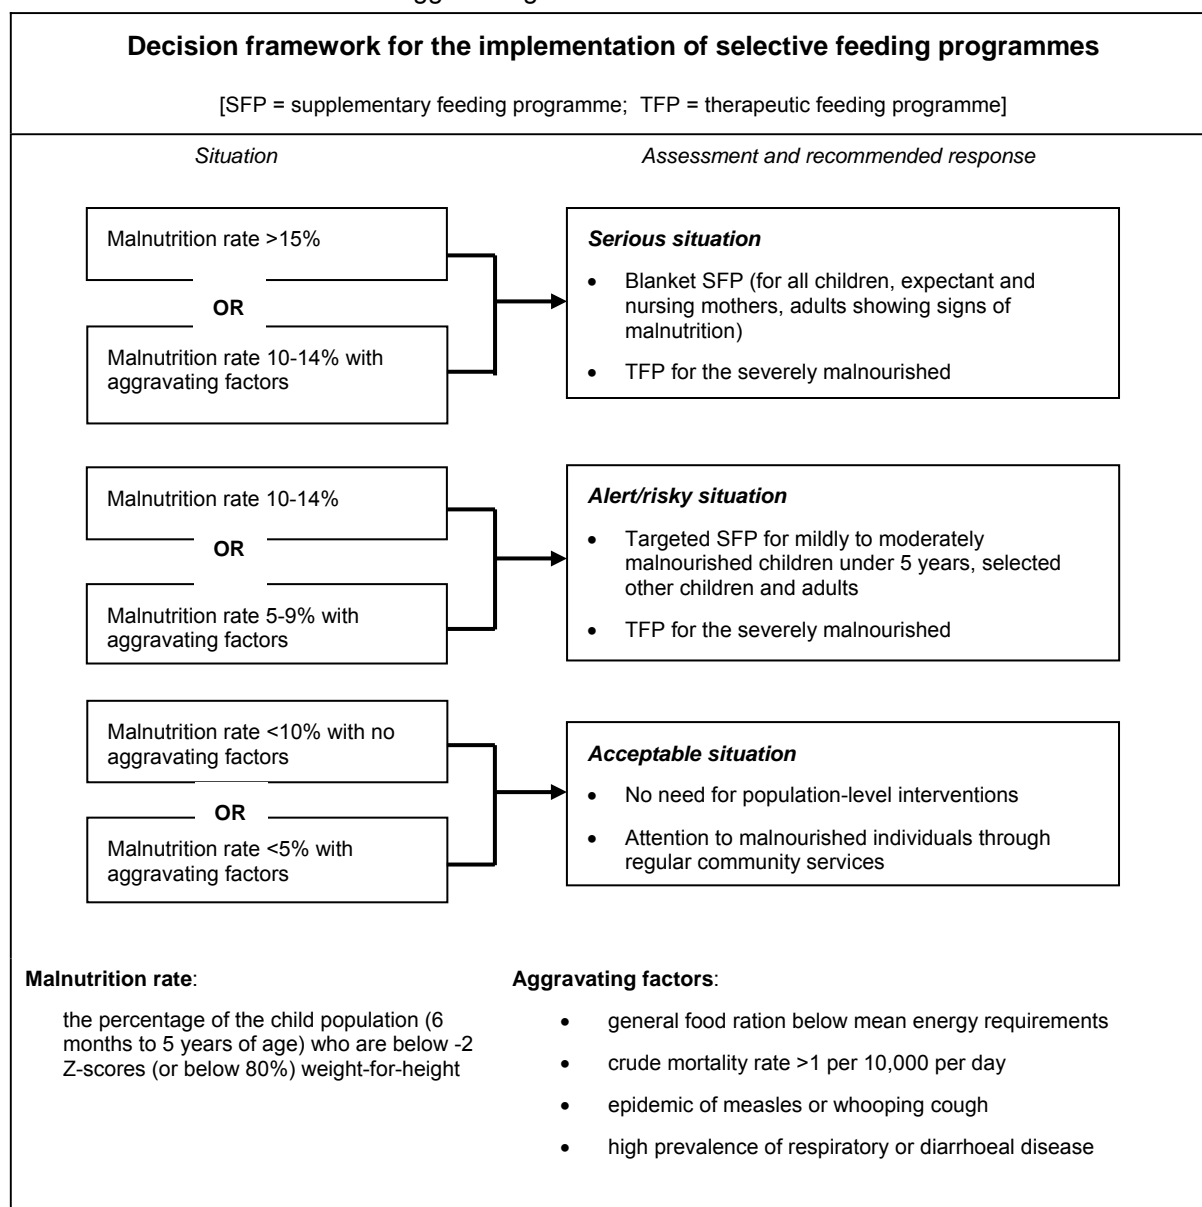 Decision framework for the implementation of selective feeding programmes
[SFP = supplementary feeding programme; TFP = therapeutic feeding programme]
Situation
Assessment and recommended response
Malnutrition rate >15%
OR
Malnutrition rate 10-14% with
aggravating factors
Serious situation
• Blanket SFP (for all children, expectant and
nursing mothers, adults showing signs of
malnutrition)
• TFP for the severely malnourished
Malnutrition rate 10-14%
OR
Malnutrition rate 5-9% with
aggravating factors
Alert/risky situation
• Targeted SFP for mildly to moderately
malnourished children under 5 years, selected
other children and adults
• TFP for the severely malnourished
Malnutrition rate <10% with no
aggravating factors
OR
Malnutrition rate <5% with
aggravating factors
Acceptable situation
• No need for population-level interventions
• Attention to malnourished individuals through
regular community services
Malnutrition rate:
the percentage of the child population (6
months to 5 years of age) who are below -2
Z-scores (or below 80%) weight-for-height
Aggravating factors:
• general food ration below mean energy requirements
• crude mortality rate >1 per 10,000 per day
• epidemic of measles or whooping cough
• high prevalence of respiratory or diarrhoeal disease